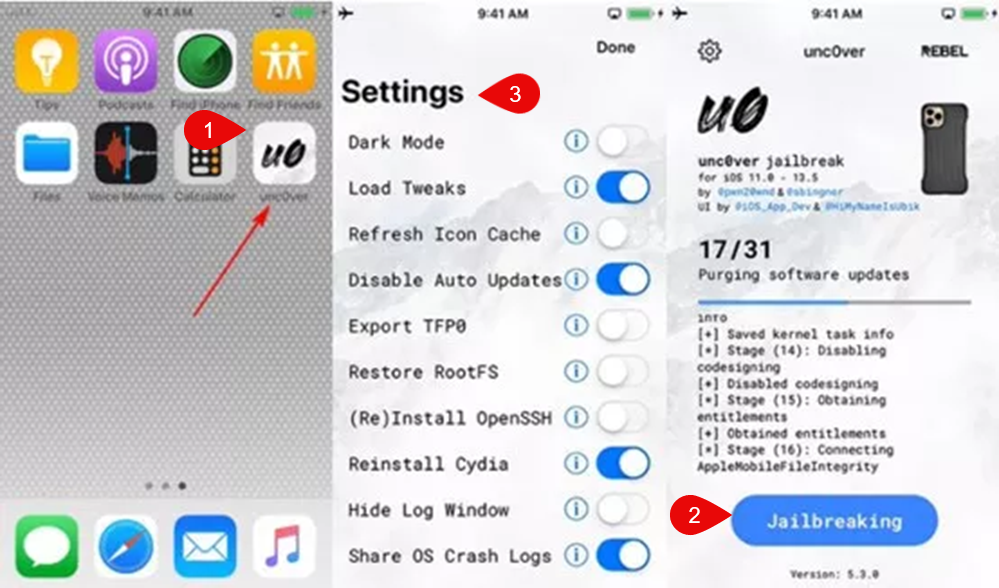 9:41 AM
Tips
Podcasts
Find iPhone
Find Friends
1
u0
Files
Voice Memos
Calculator
unc0ver
9:41 AM
Done
Settings
3
Dark Mode
Load Tweaks
Refresh Icon Cache
Disable Auto Updates
Export TFP0
Restore RootFS
(Re)Install OpenSSH
Reinstall Cydia
Hide Log Window
Share OS Crash Logs
9:41 AM
unc0ver
REBEL
u0
unc0ver jailbreak
for iOS 11.0 - 13.5
by @pwn20wnd & @sbingner
UI by @iOS_App_Dev & @HiMyNameIsUbik
17/31
Purging software updates
info
[+] Saved kernel task info
[*] Stage (14): Disabling
codesigning
[+] Disabled codesigning
[*] Stage (15): Obtaining
entitlements
[+] Obtained entitlements
[*] Stage (16): Connecting
AppleMobileFileIntegrity
2
Jailbreaking
Version: 5.3.0